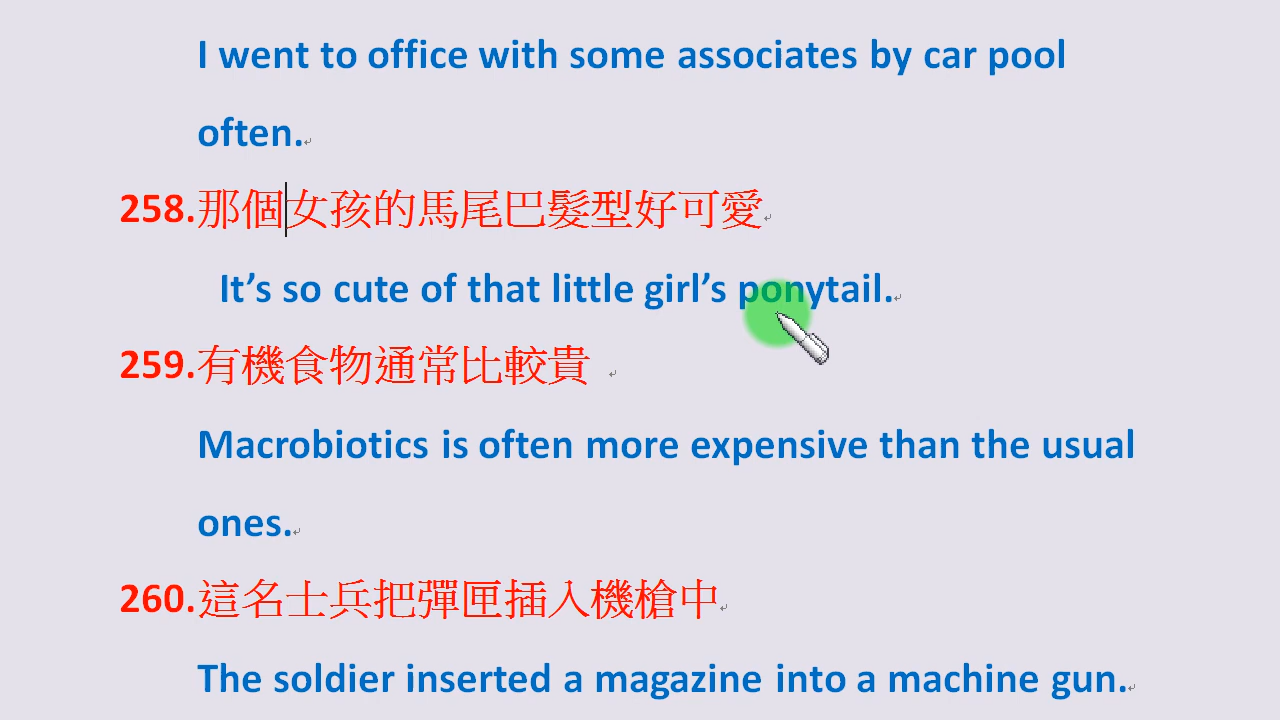 I went to office with some associates by car pool
often.
258.那個女孩的馬尾巴髮型好可愛
It’s so cute of that little girl’s ponytail.
259.有機食物通常比較貴
Macrobiotics is often more expensive than the usual
ones.
260.這名士兵把彈匣插入機槍中
The soldier inserted a magazine into a machine gun.